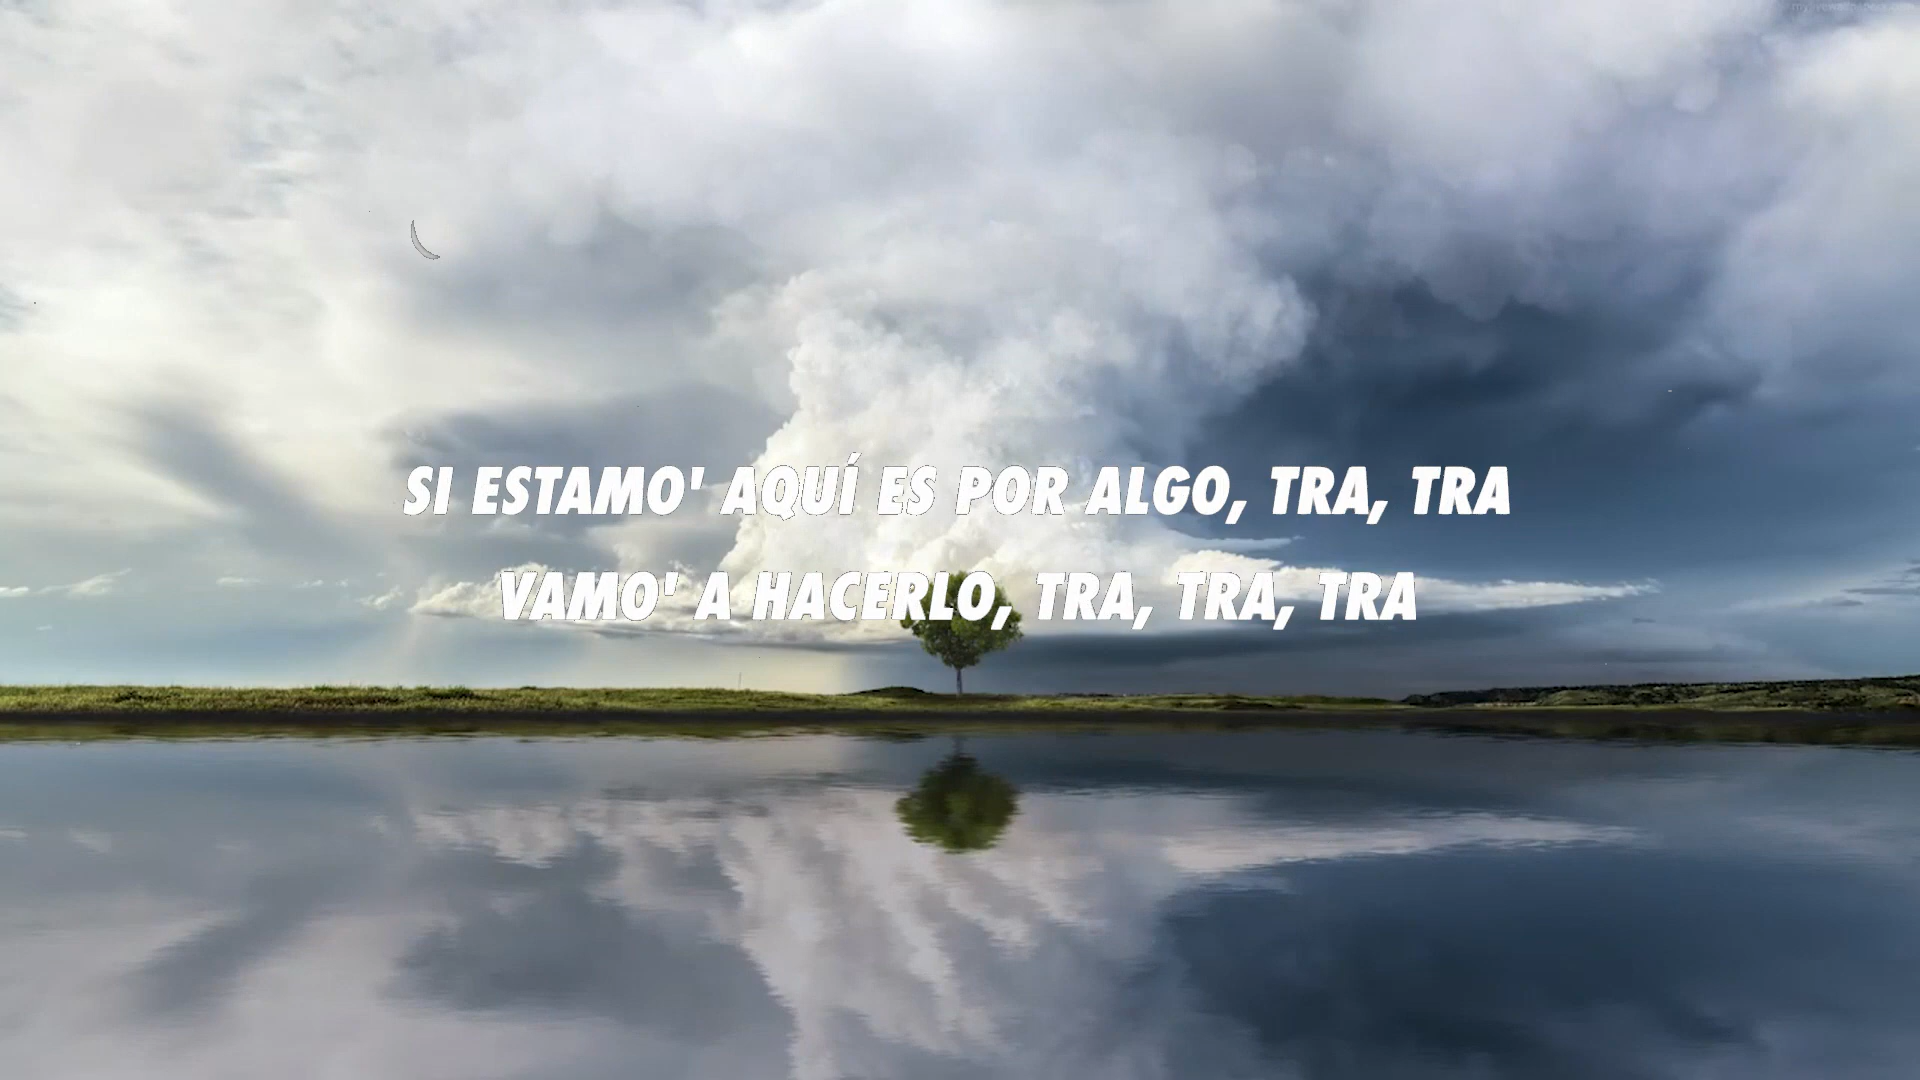 SI ESTAMO' AQUÍ ES POR ALGO, TRA, TRA
VAMO' A HACERLO, TRA, TRA, TRA